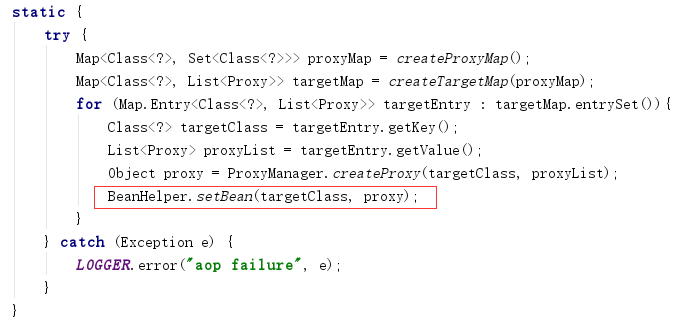 static {
try {
Map<Class<?>, Set<Class<?>>> proxyMap = createProxyMap();
Map<Class<?>, List<Proxy>> targetMap = createTargetMap(proxyMap);
for (Map.Entry<Class<?>, List<Proxy>> targetEntry : targetMap.entrySet()){
Class<?> targetClass = targetEntry.getKey();
List<Proxy> proxyList = targetEntry.getValue();
Object proxy = ProxyManager.createProxy(targetClass, proxyList);
BeanHelper.setBean(targetClass, proxy);
}
} catch (Exception e) {
LOGGER.error("aop failure", e);
}
}